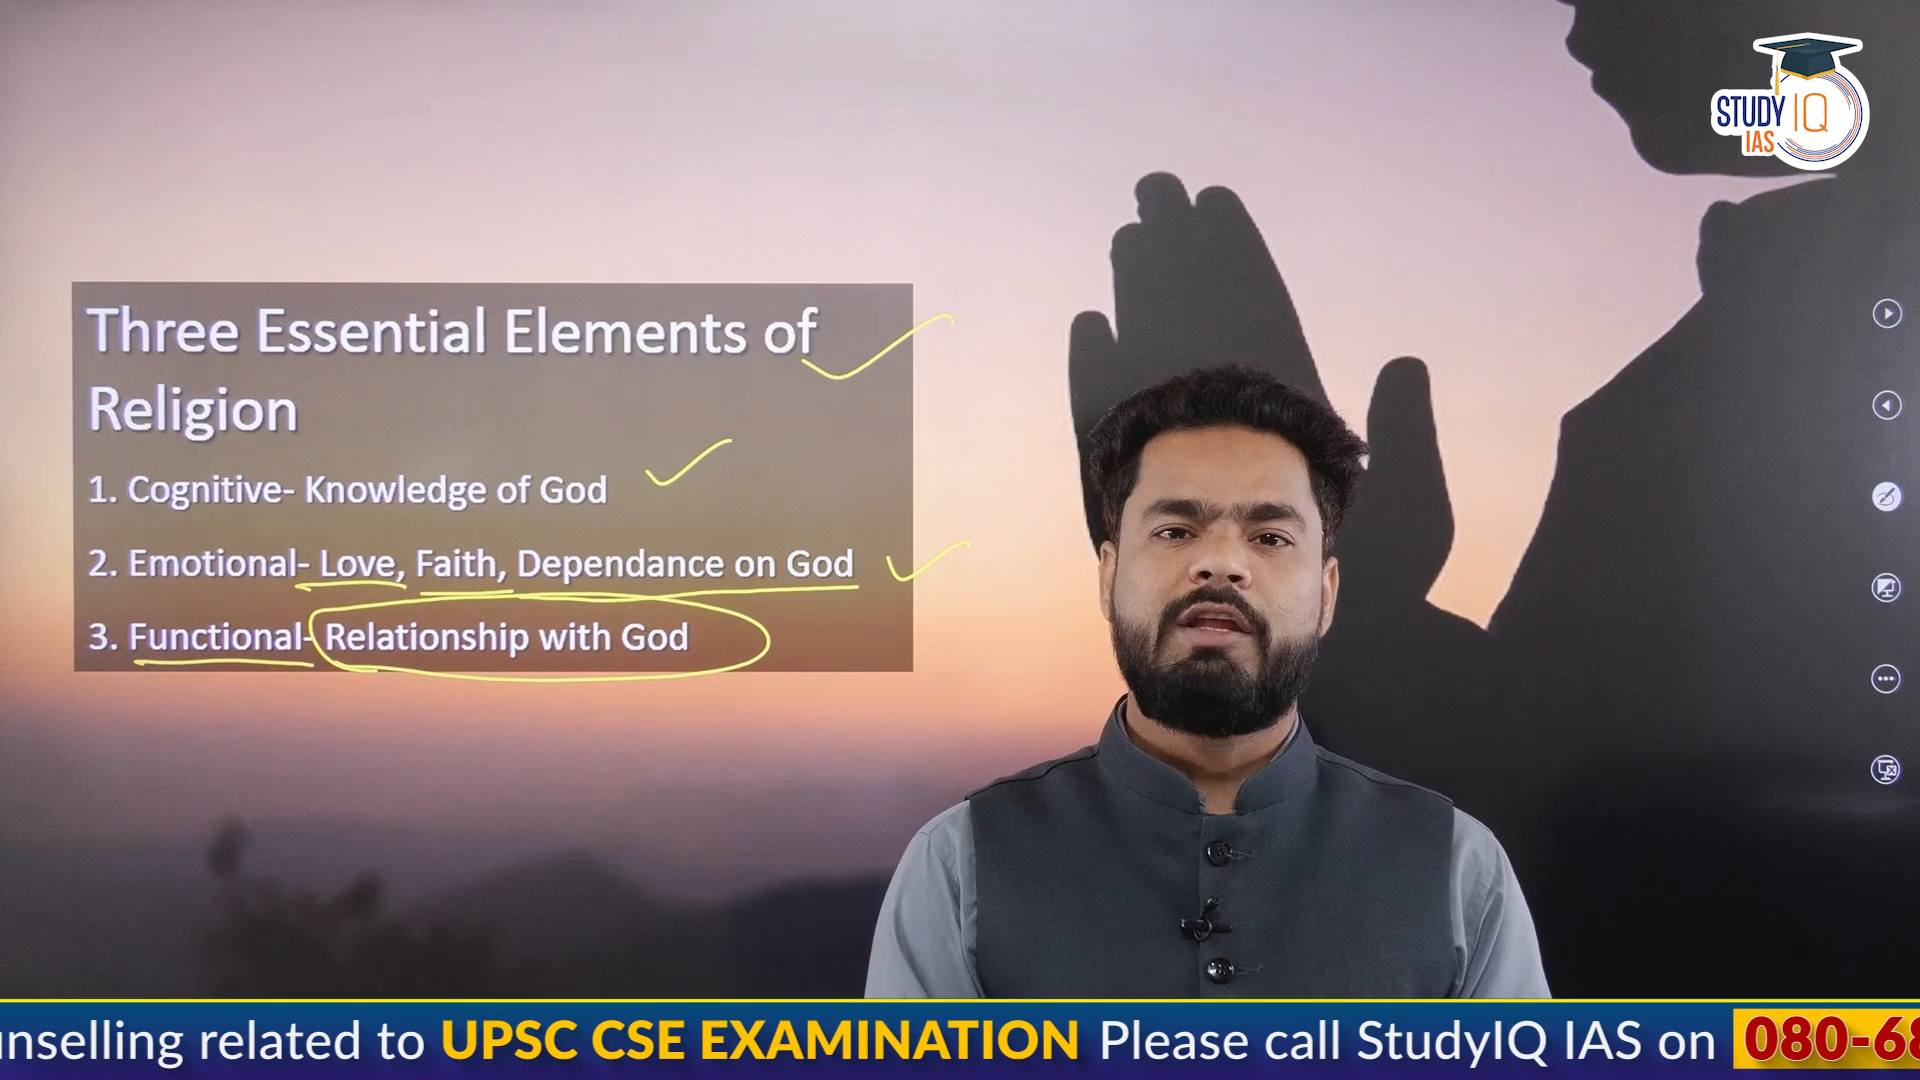 STUDY IQ
IAS
Three Essential Elements of
Religion
1. Cognitive- Knowledge of God
2. Emotional- Love, Faith, Dependance on God
3. Functional- Relationship with God
nselling related to UPSC CSE EXAMINATION Please call StudyIQ IAS on 080-68